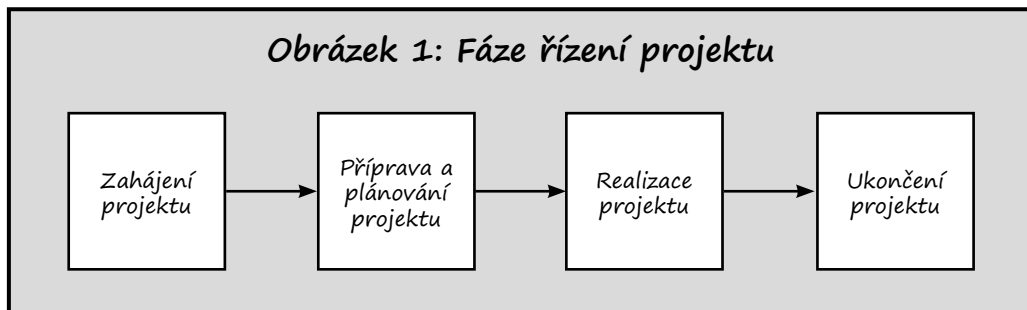 Obrázek 1: Fáze řízení projektu
Zahájení
projektu
Příprava a
plánování
projektu
Realizace
projektu
Ukončení
projektu